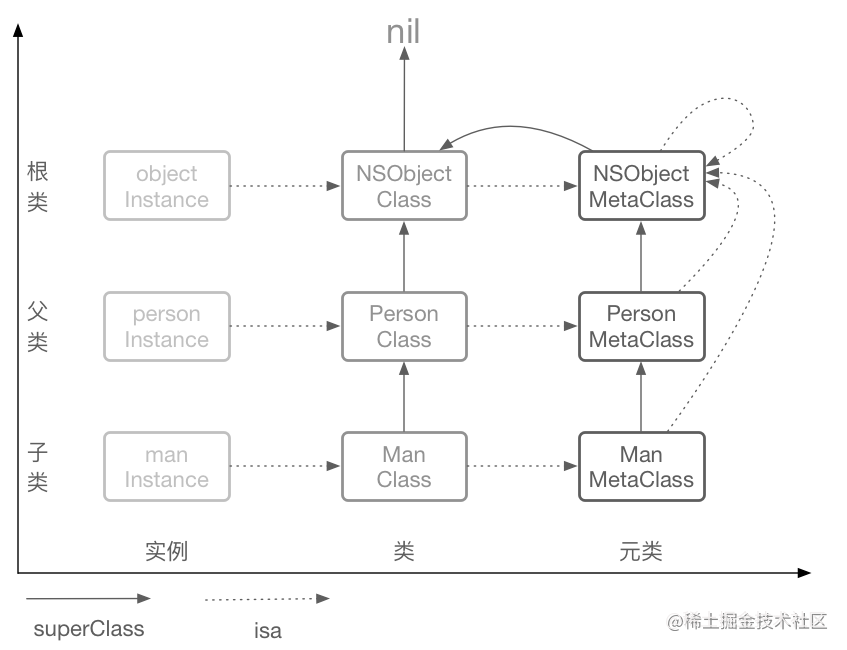 nil
根
类
object
Instance
NSObject
Class
NSObject
MetaClass
父
类
person
Instance
Person
Class
Person
MetaClass
子
类
man
Instance
Man
Class
Man
MetaClass
实例
类
元类
superClass
isa
@稀土掘金技术社区